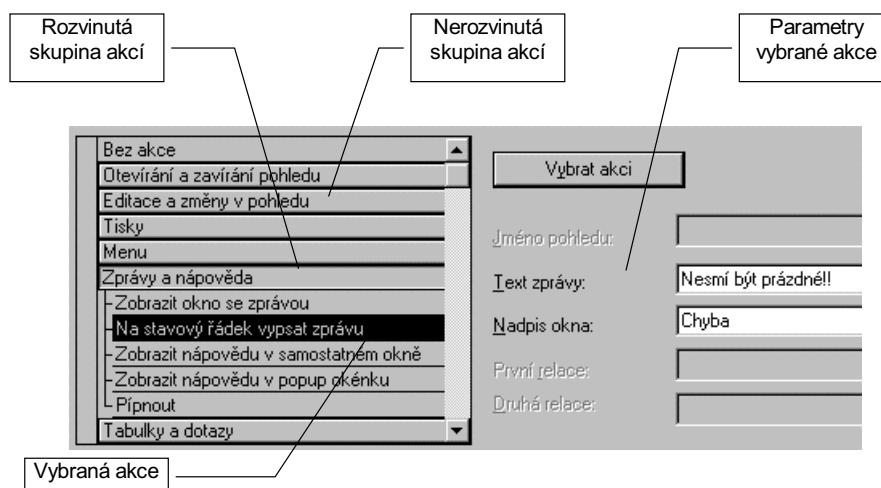 Rozvinutá
skupina akcí
Nerozvinutá
skupina akcí
Parametry
vybrané akce
Bez akce
Otevírání a zavírání pohledu
Editace a změny v pohledu
Tisky
Menu
Zprávy a nápověda
Zobrazit okno se zprávou
Na stavový řádek vypsat zprávu
Zobrazit nápovědu v samostatném okně
Zobrazit nápovědu v popup okénku
Pípnout
Tabulky a dotazy
Vybrat akci
Jméno pohledu:
Text zprávy:
Nesmí být prázdné!!
Nadpis okna:
Chyba
První relace:
Druhá relace:
Vybraná akce